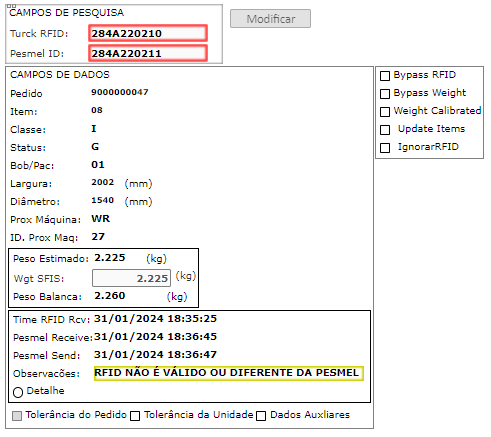 CAMPOS DE PESQUISA
Turck RFID: 284A220210
Modificar
Pesmel ID: 284A220211
CAMPOS DE DADOS
Pedido 9000000047
Item: 08
Classe: I
Status: G
Bob/Pac: 01
Largura: 2002 (mm)
Diâmetro: 1540 (mm)
Prox Máquina: WR
ID. Prox Maq: 27
Bypass RFID
Bypass Weight
Weight Calibrated
Update Items
IgnorarRFID
Peso Estimado: 2.225 (kg)
Wgt SFIS: 2.225 (kg)
Peso Balanca: 2.260 (kg)
Time RFID Rcv: 31/01/2024 18:35:25
Pesmel Receive: 31/01/2024 18:36:45
Pesmel Send: 31/01/2024 18:36:47
Observacões: RFID NÃO É VÁLIDO OU DIFERENTE DA PESMEL
Detalhe
Tolerância do Pedido Tolerância da Unidade Dados Auxliares